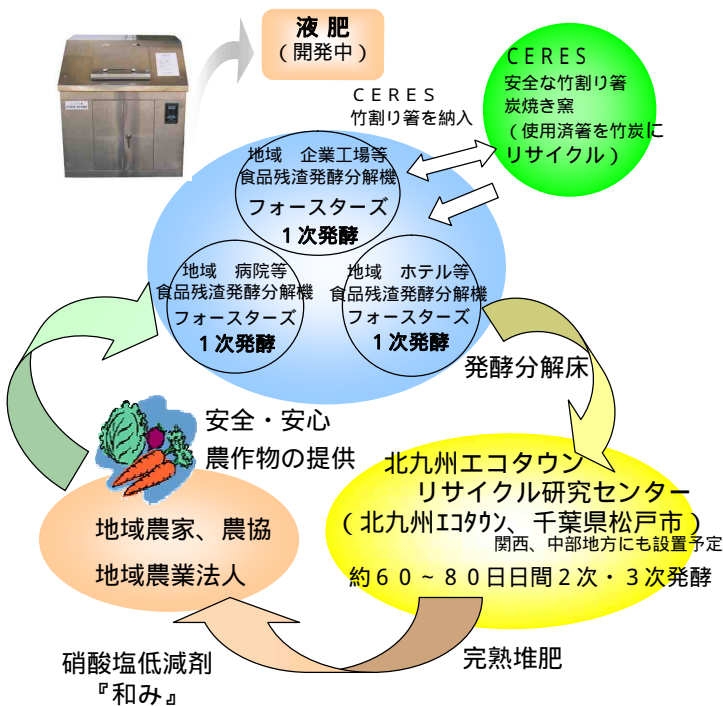 液肥
（開発中）
ＣＥＲＥＳ
安全な竹割り箸
炭焼き窯
（使用済箸を竹炭に
リサイクル）
ＣＥＲＥＳ
竹割り箸を納入
地域　企業工場等
食品残渣発酵分解機
フォースターズ
１次発酵
地域　病院等
食品残渣発酵分解機
フォースターズ
１次発酵
地域　ホテル等
食品残渣発酵分解機
フォースターズ
１次発酵
発酵分解床
安全・安心
農作物の提供
北九州エコタウン
リサイクル研究センター
（北九州ｴｺﾀｳﾝ、千葉県松戸市）
関西、中部地方にも設置予定
約６０～８０日日間２次・３次発酵
地域農家、農協
地域農業法人
完熟堆肥
硝酸塩低減剤
『和み』